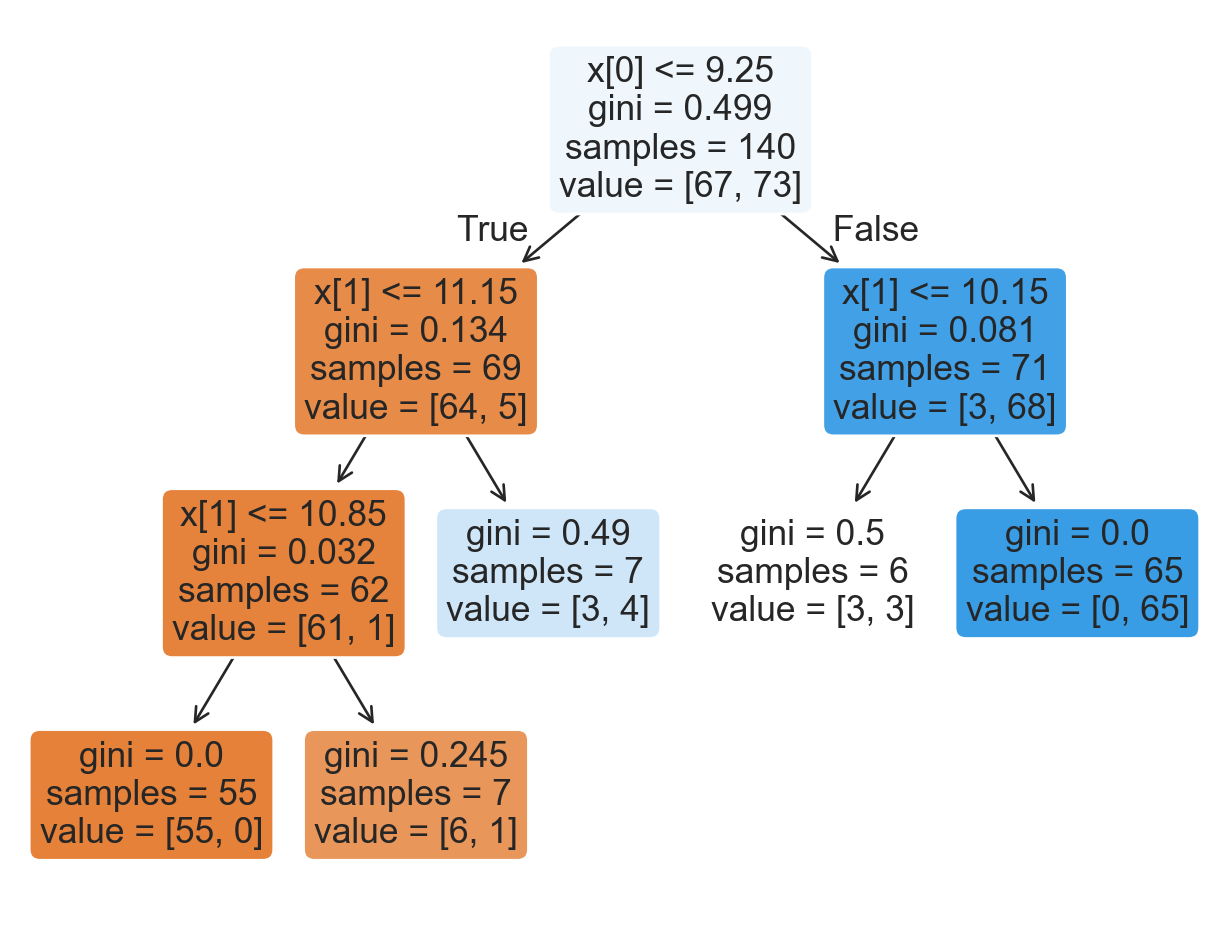 x[0] <= 9.25
gini = 0.499
samples = 140
value = [67, 73]
True
False
x[1] <= 11.15
gini = 0.134
samples = 69
value = [64, 5]
x[1] <= 10.15
gini = 0.081
samples = 71
value = [3, 68]
x[1] <= 10.85
gini = 0.032
samples = 62
value = [61, 1]
gini = 0.49
samples = 7
value = [3, 4]
gini = 0.5
samples = 6
value = [3, 3]
gini = 0.0
samples = 65
value = [0, 65]
gini = 0.0
samples = 55
value = [55, 0]
gini = 0.245
samples = 7
value = [6, 1]